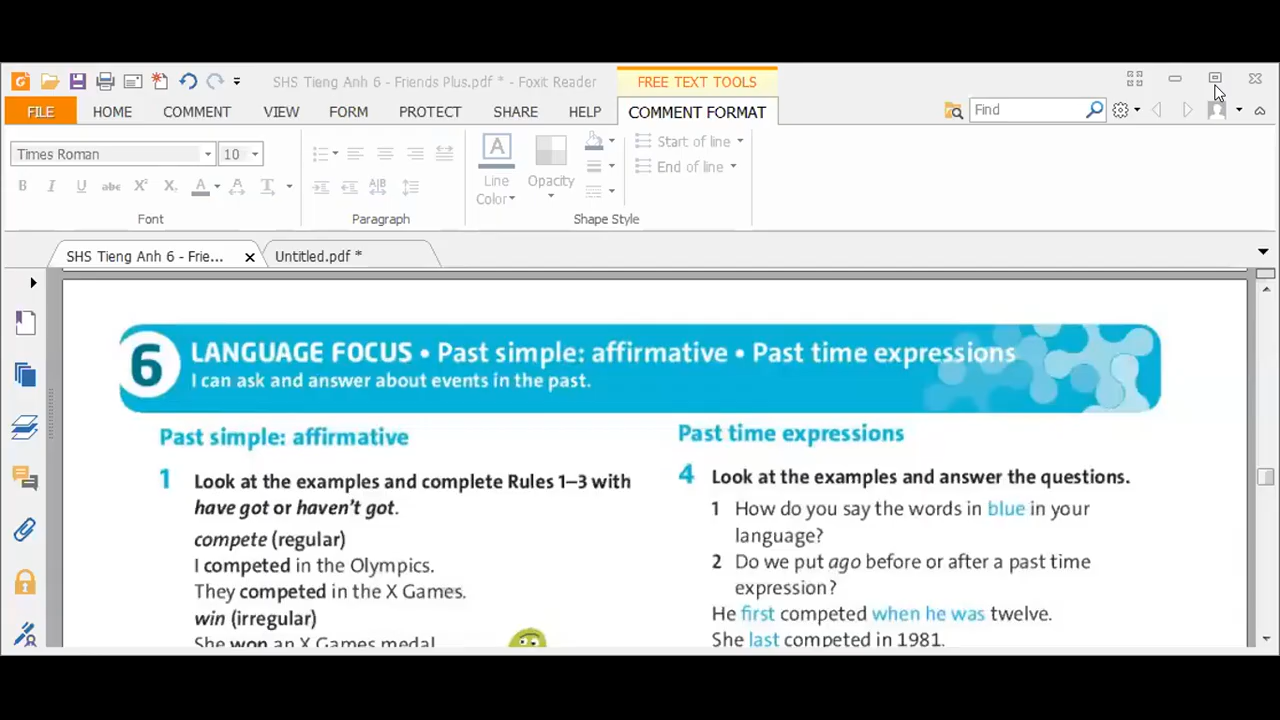 SHS Tieng Anh 6 - Friends Plus.pdf * - Foxit Reader
FREE TEXT TOOLS
FILE HOME COMMENT VIEW FORM PROTECT SHARE HELP COMMENT FORMAT
Find
Times Roman 10
Line Color
Opacity
Start of line
End of line
Font
Paragraph
Shape Style
SHS Tieng Anh 6 - Frie...
Untitled.pdf *
6
LANGUAGE FOCUS • Past simple: affirmative • Past time expressions
I can ask and answer about events in the past.
Past simple: affirmative
1 Look at the examples and complete Rules 1–3 with
have got or haven't got.
compete (regular)
I competed in the Olympics.
They competed in the X Games.
win (irregular)
She won an X Games medal.
Past time expressions
4 Look at the examples and answer the questions.
1 How do you say the words in blue in your
language?
2 Do we put ago before or after a past time
expression?
He first competed when he was twelve.
She last competed in 1981.